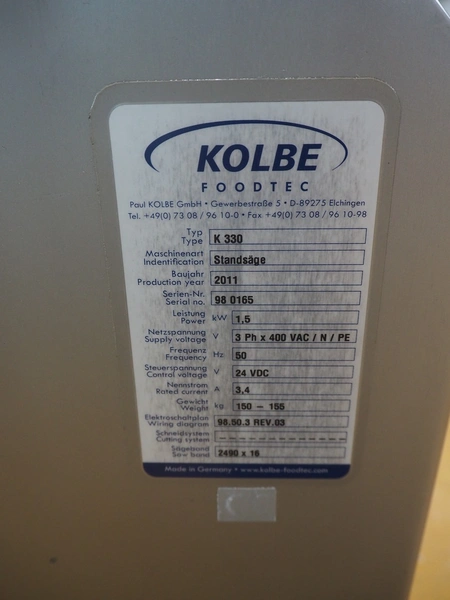 KOLBE
FOODTEC
Paul KOLBE GmbH • Gewerbestraße 5 • D-89275 Elchingen
Tel. +49(0) 73 08 / 96 10-0 • Fax +49(0) 73 08 / 96 10-98
Typ
Type K 330
Maschinenart
Indentification Standsäge
Baujahr
Production year 2011
Serien-Nr.
Serial no. 98 0165
Leistung
Power kW 1,5
Netzspannung
Supply voltage V 3 Ph x 400 VAC / N / PE
Frequenz
Frequency Hz 50
Steuerspannung
Control voltage V 24 VDC
Nennstrom
Rated current A 3,4
Gewicht
Weight kg 150 – 155
Elektroschaltplan
Wiring diagram 98.50.3 REV.03
Schneidsystem
Cutting system – – – – – – – – – – – –
Sägeband
Saw band 2490 x 16
Made in Germany • www.kolbe-foodtec.com